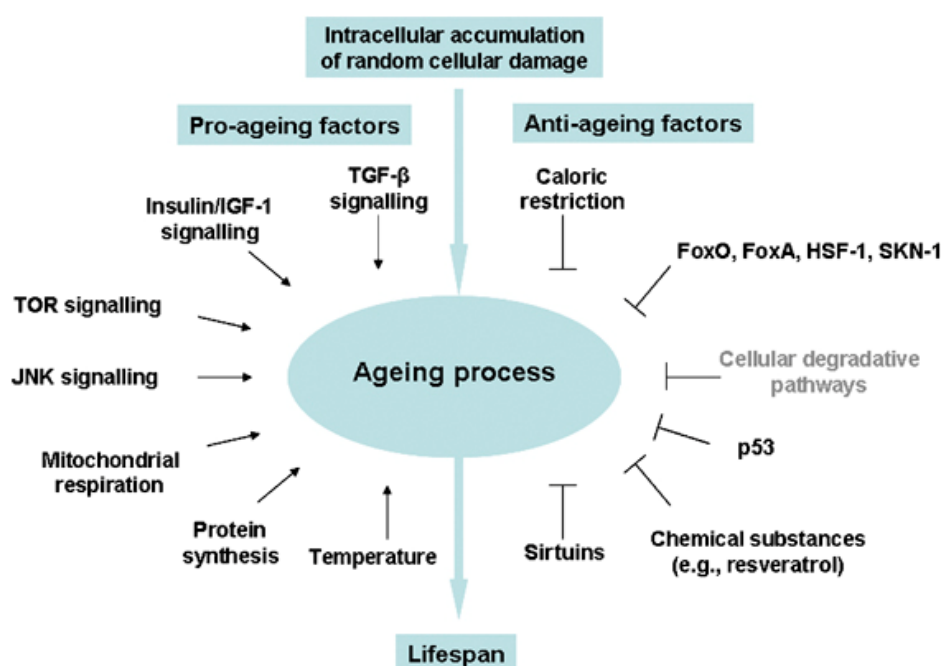 Intracellular accumulation
of random cellular damage
Pro-ageing factors
Anti-ageing factors
TGF-β
signalling
Insulin/IGF-1
signalling
TOR signalling
JNK signalling
Mitochondrial
respiration
Protein
synthesis
Temperature
Caloric
restriction
FoxO, FoxA, HSF-1, SKN-1
Cellular degradative
pathways
p53
Chemical substances
(e.g., resveratrol)
Sirtuins
Ageing process
Lifespan